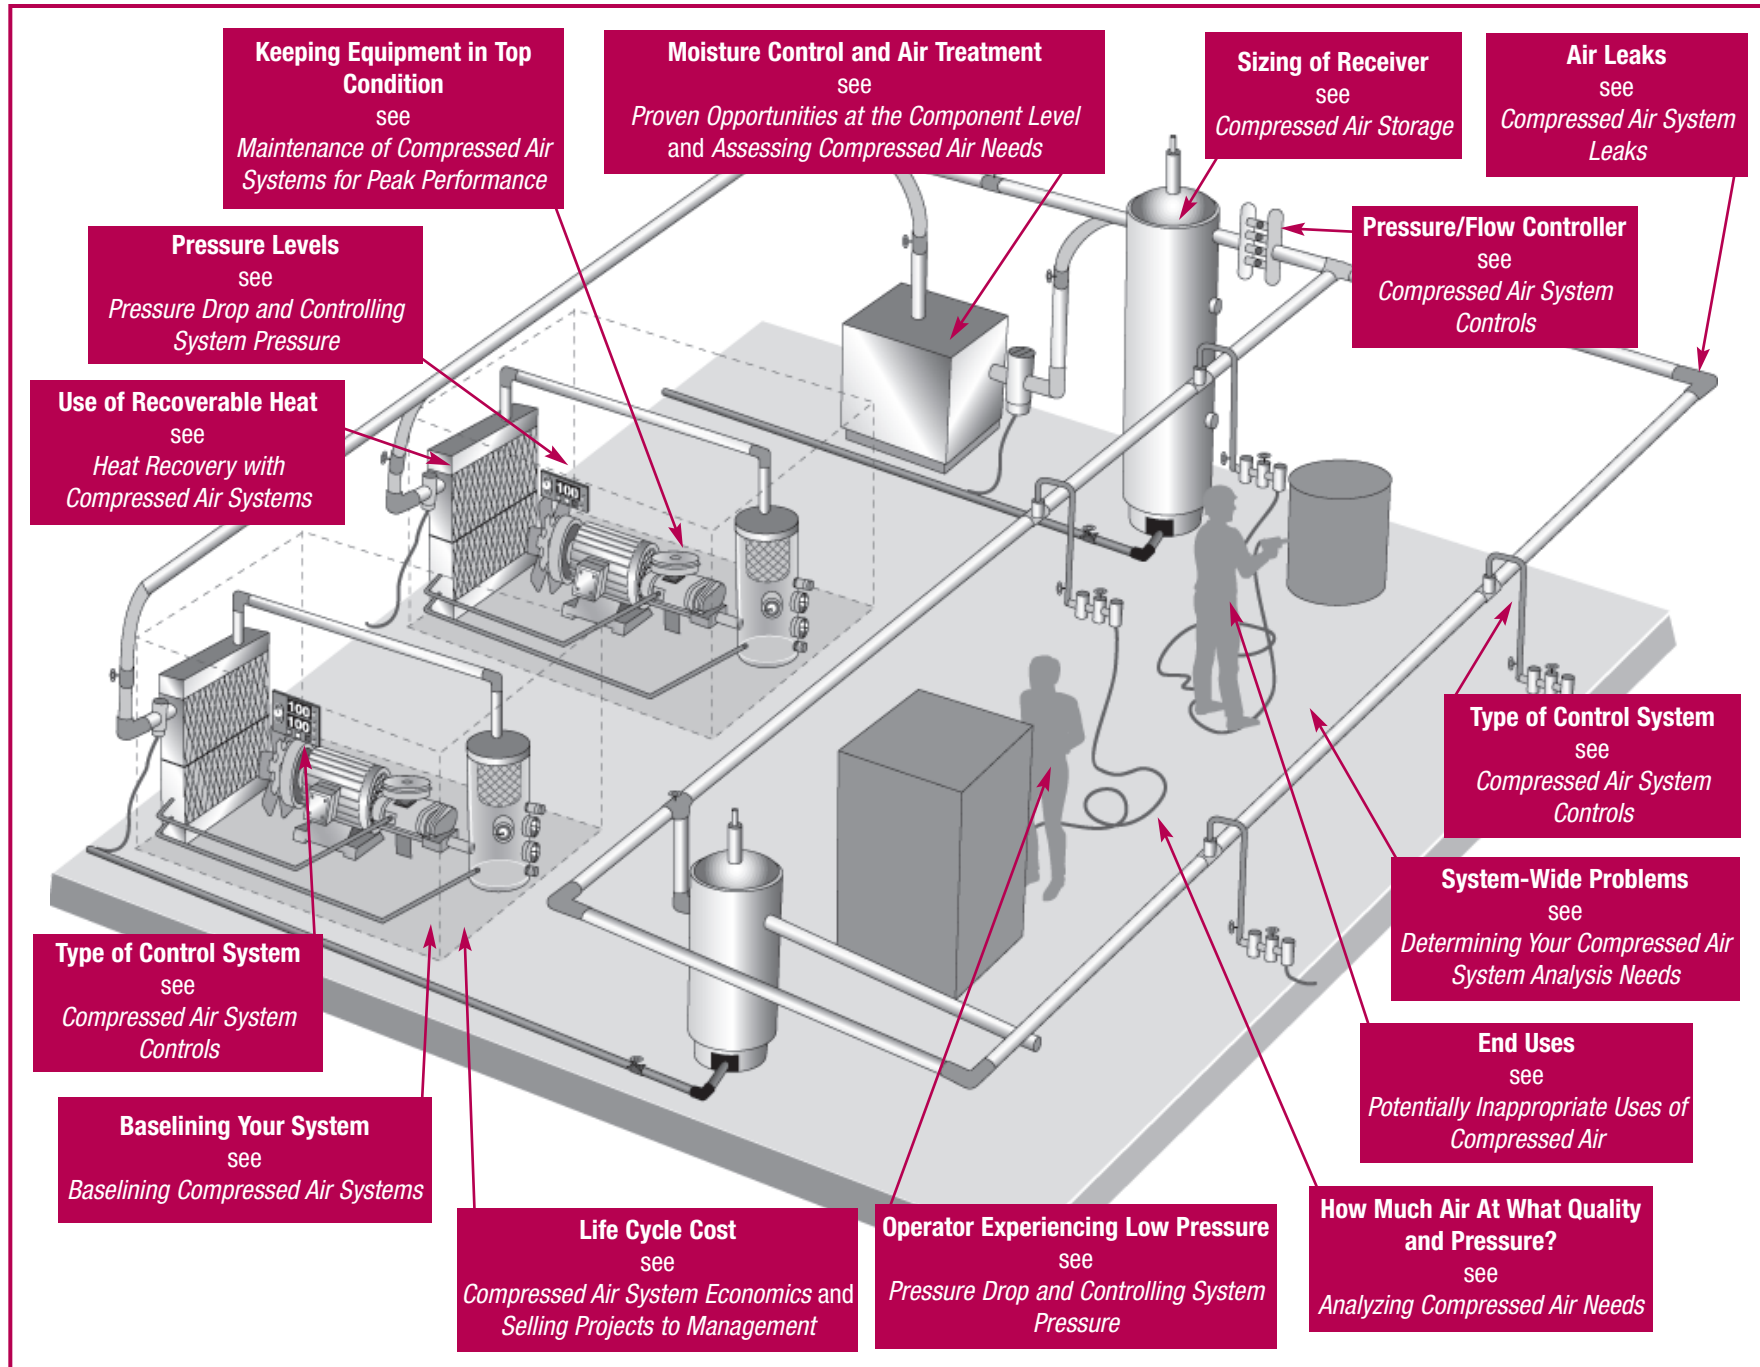 Keeping Equipment in Top
Condition
see
Maintenance of Compressed Air
Systems for Peak Performance
Moisture Control and Air Treatment
see
Proven Opportunities at the Component Level
and Assessing Compressed Air Needs
Sizing of Receiver
see
Compressed Air Storage
Air Leaks
see
Compressed Air System
Leaks
Pressure Levels
see
Pressure Drop and Controlling
System Pressure
Pressure/Flow Controller
see
Compressed Air System
Controls
Use of Recoverable Heat
see
Heat Recovery with
Compressed Air Systems
100
100
100
Type of Control System
see
Compressed Air System
Controls
System-Wide Problems
see
Determining Your Compressed Air
System Analysis Needs
Type of Control System
see
Compressed Air System
Controls
End Uses
see
Potentially Inappropriate Uses of
Compressed Air
Baselining Your System
see
Baselining Compressed Air Systems
Life Cycle Cost
see
Compressed Air System Economics and
Selling Projects to Management
Operator Experiencing Low Pressure
see
Pressure Drop and Controlling System
Pressure
How Much Air At What Quality
and Pressure?
see
Analyzing Compressed Air Needs